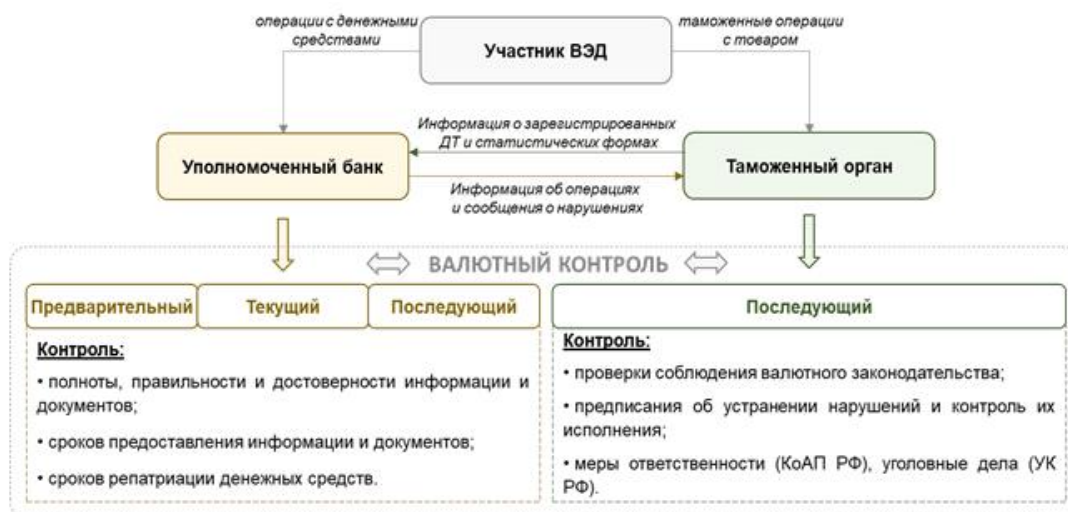 операции с денежными
средствами
Участник ВЭД
таможенные операции
с товаром
Информация о зарегистрированных
ДТ и статистических формах
Уполномоченный банк
Таможенный орган
Информация об операциях
и сообщения о нарушениях
ВАЛЮТНЫЙ КОНТРОЛЬ
Предварительный
Текущий
Последующий
Контроль:
• полноты, правильности и достоверности информации и
документов;
• сроков предоставления информации и документов;
• сроков репатриации денежных средств.
Последующий
Контроль:
• проверки соблюдения валютного законодательства;
• предписания об устранении нарушений и контроль их
исполнения;
• меры ответственности (КоАП РФ), уголовные дела (УК
РФ).